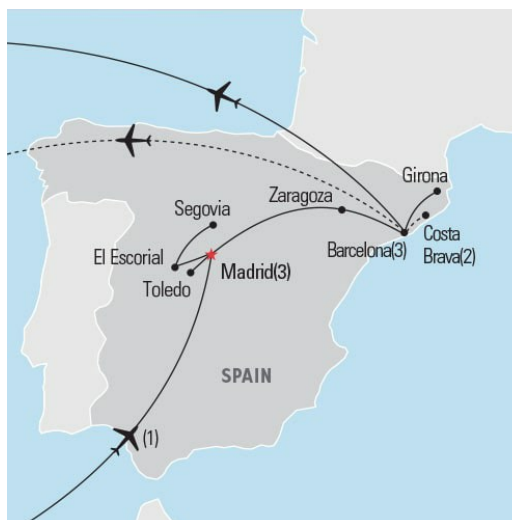 Girona
Zaragoza
Segovia
Costa
Brava(2)
Barcelona(3)
El Escorial
Madrid(3)
Toledo
SPAIN
(1)